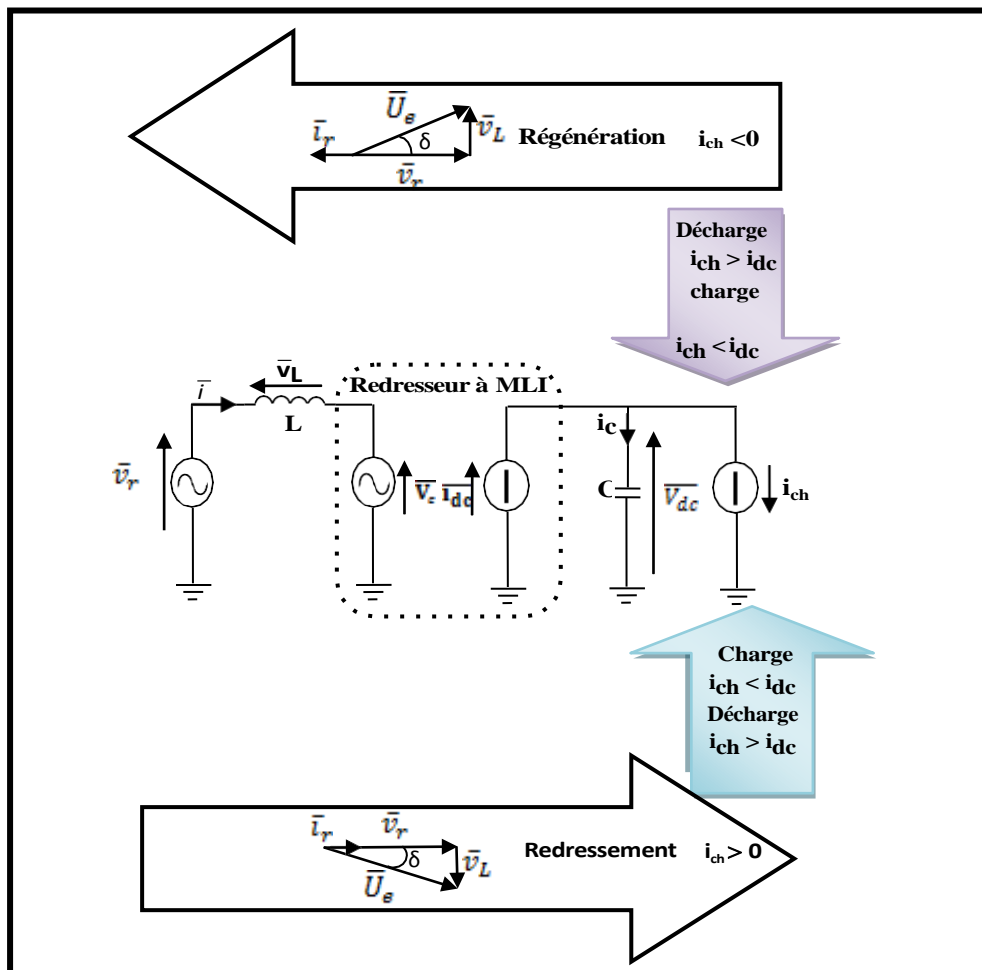 Ū_e
ī_r
δ
v̄_L
v̄_r
Régénération i_ch <0
Décharge
i_ch > i_dc
charge
i_ch < i_dc
v̄_L
ī
L
Redresseur à MLI
v̄_r
V̄_c
ī_dc
i_c
C
V̄_dc
i_ch
Charge
i_ch < i_dc
Décharge
i_ch > i_dc
ī_r
v̄_r
δ
v̄_L
Ū_e
Redressement i_ch > 0